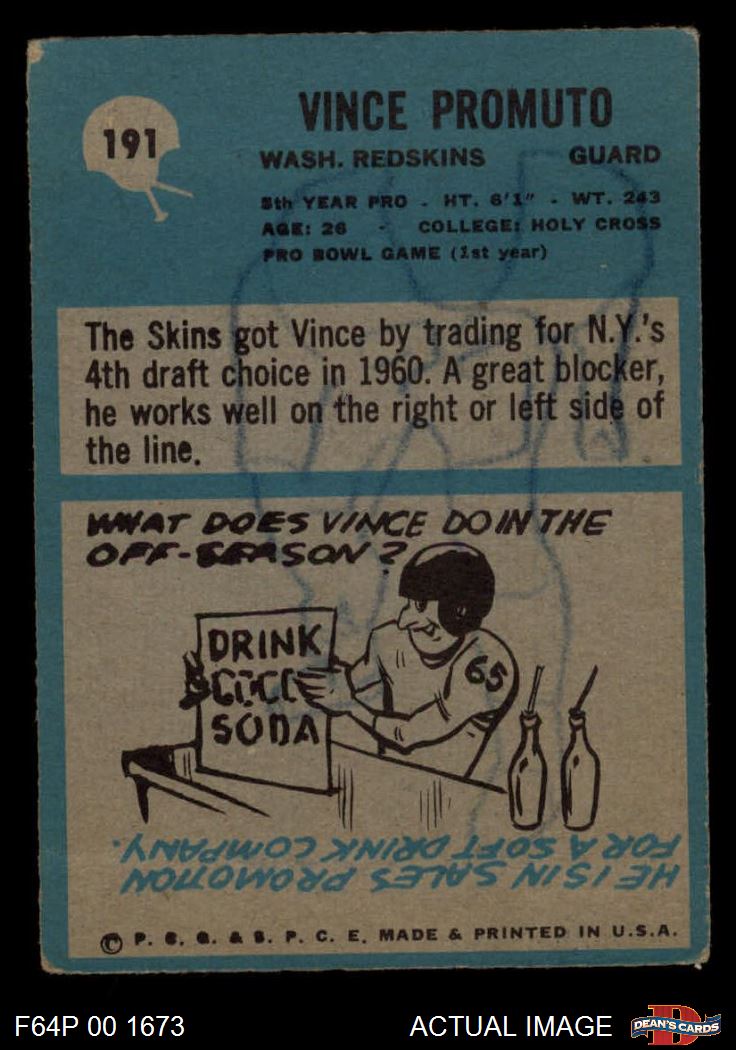 191
VINCE PROMUTO
WASH. REDSKINS GUARD
5th YEAR PRO - HT. 6'1" - WT. 243
AGE: 26 - COLLEGE: HOLY CROSS
PRO BOWL GAME (1st year)
The Skins got Vince by trading for N.Y.'s
4th draft choice in 1960. A great blocker,
he works well on the right or left side of
the line.
WHAT DOES VINCE DO IN THE
OFF-SEASON?
DRINK
SODA
65
HE IS IN SALES PROMOTION
FOR A SOFT DRINK COMPANY.
© P. C. G. & S. P. C. E. MADE & PRINTED IN U.S.A.
F64P 00 1673 ACTUAL IMAGE DEAN'S CARDS